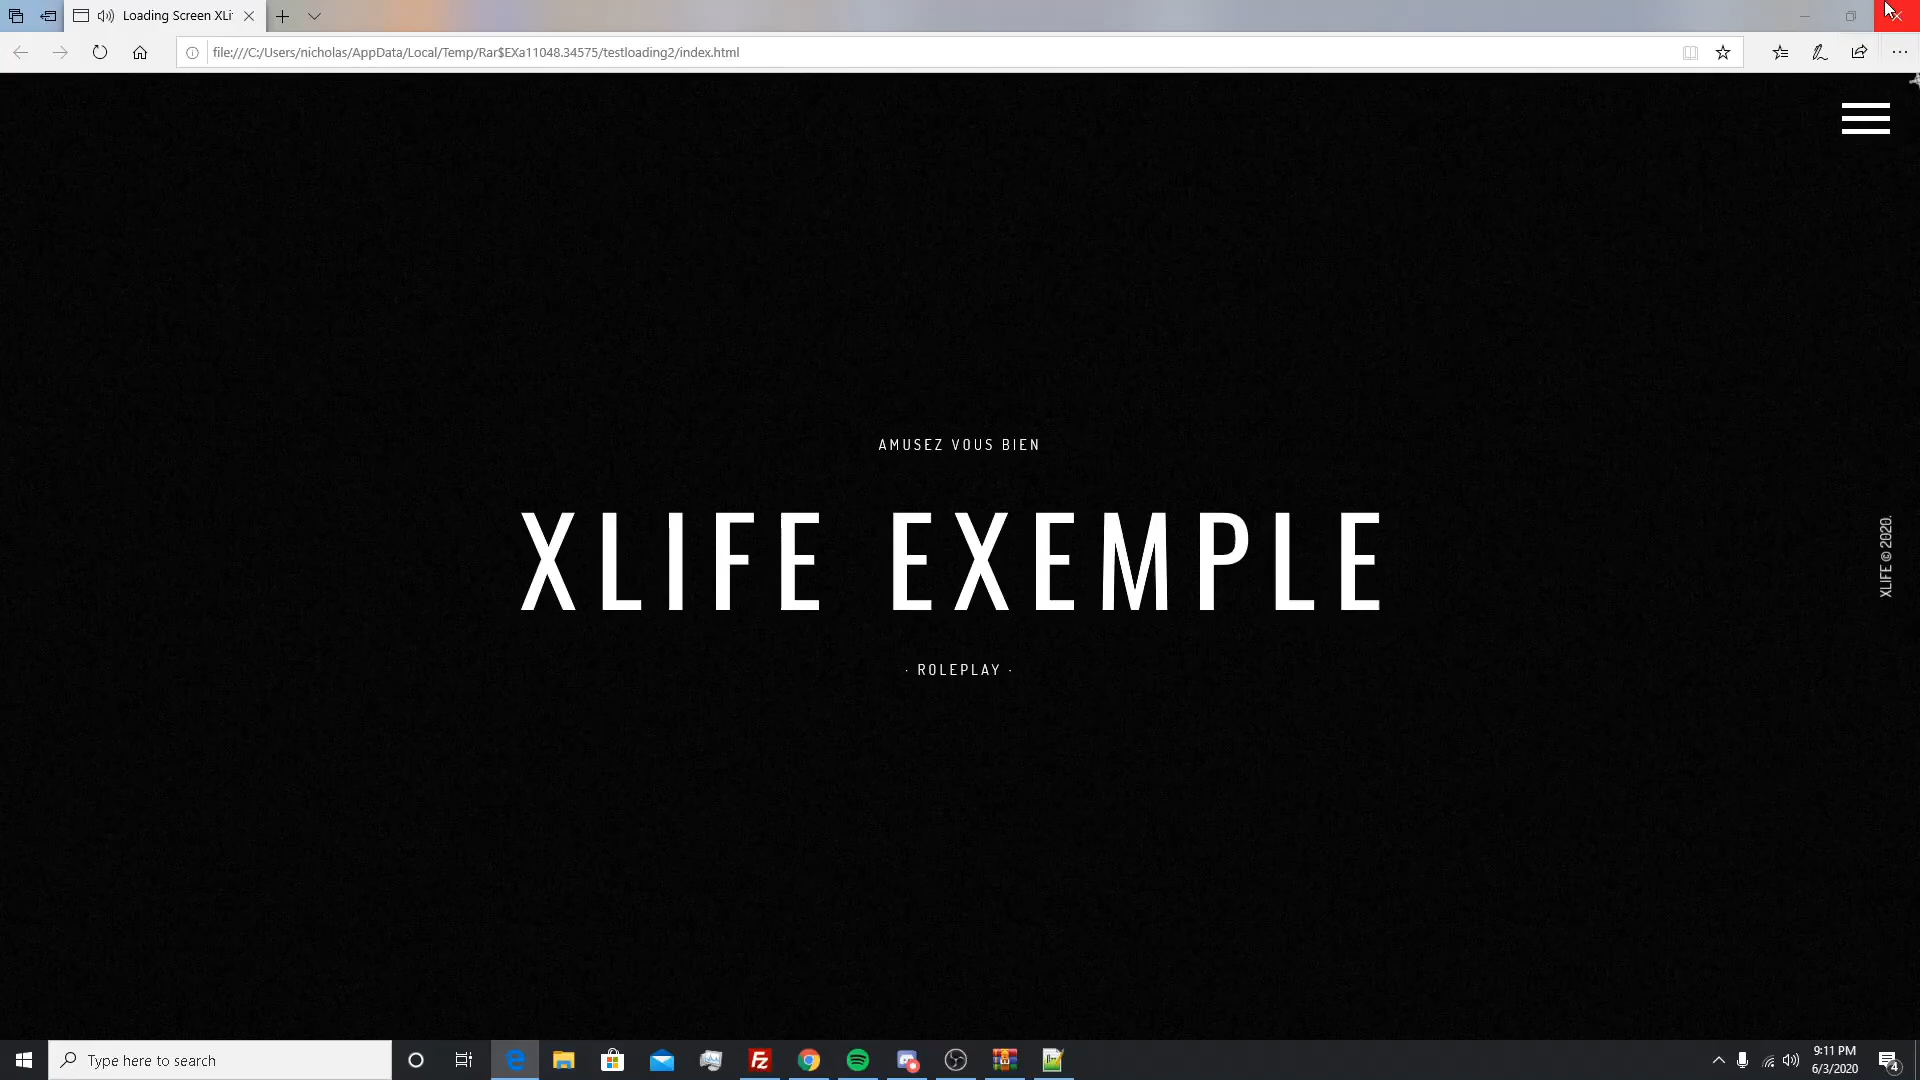 Loading Screen XLi
file:///C:/Users/nicholas/AppData/Local/Temp/Rar$EXa11048.34575/testloading2/index.html
AMUSEZ VOUS BIEN
XLIFE EXEMPLE
· ROLEPLAY ·
XLIFE © 2020.
Type here to search
9:11 PM
6/3/2020
4